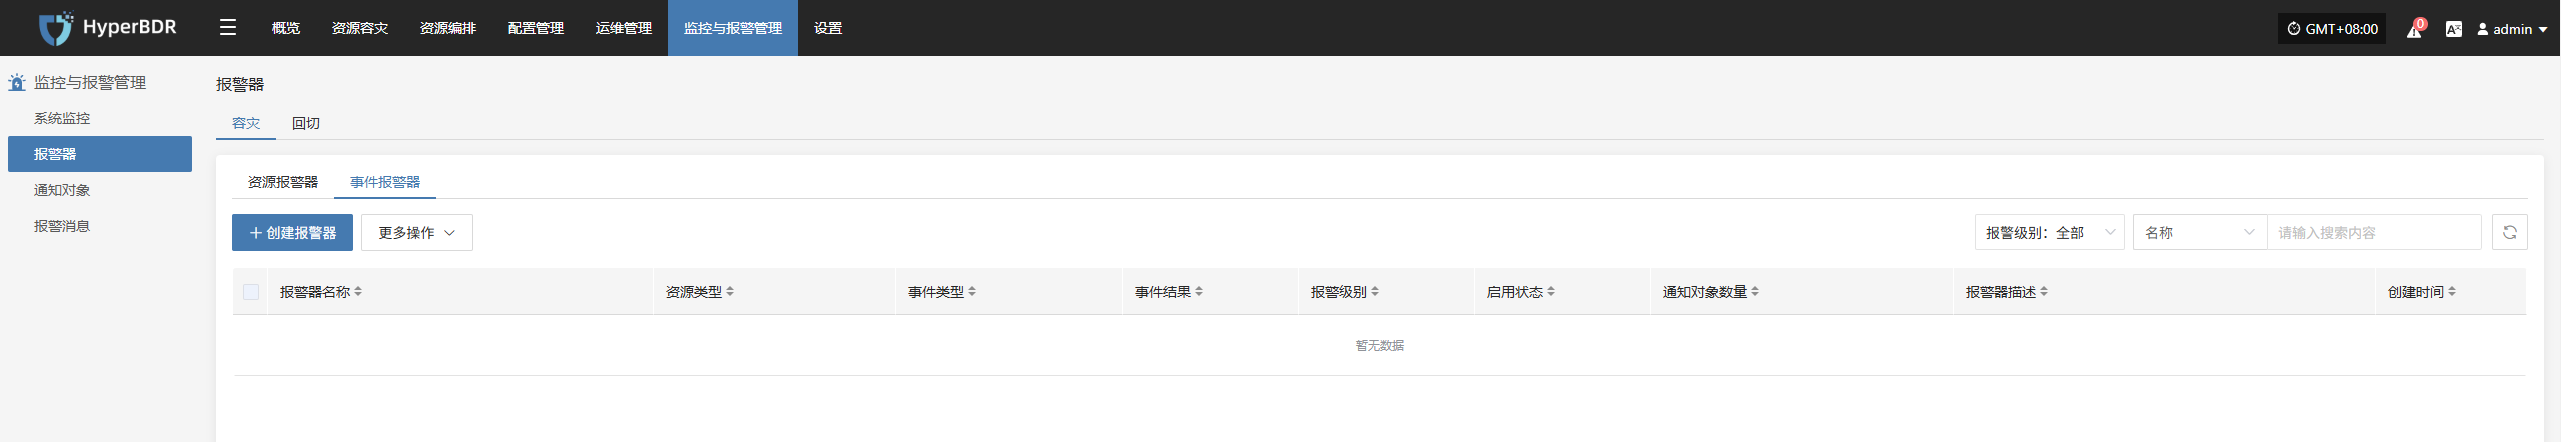 HyperBDR 概览 资源容灾 资源编排 配置管理 运维管理 监控与报警管理 设置 GMT+08:00 0 A admin
监控与报警管理
系统监控
报警器
通知对象
报警消息
报警器
容灾 回切
资源报警器 事件报警器
创建报警器 更多操作 报警级别：全部 名称 请输入搜索内容
报警器名称 资源类型 事件类型 事件结果 报警级别 启用状态 通知对象数量 报警器描述 创建时间
暂无数据